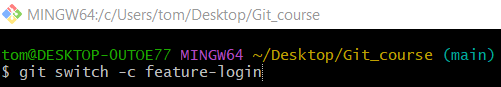 MINGW64:/c/Users/tom/Desktop/Git_course
tom@DESKTOP-OUTOE77 MINGW64 ~/Desktop/Git_course (main)
$ git switch -c feature-login